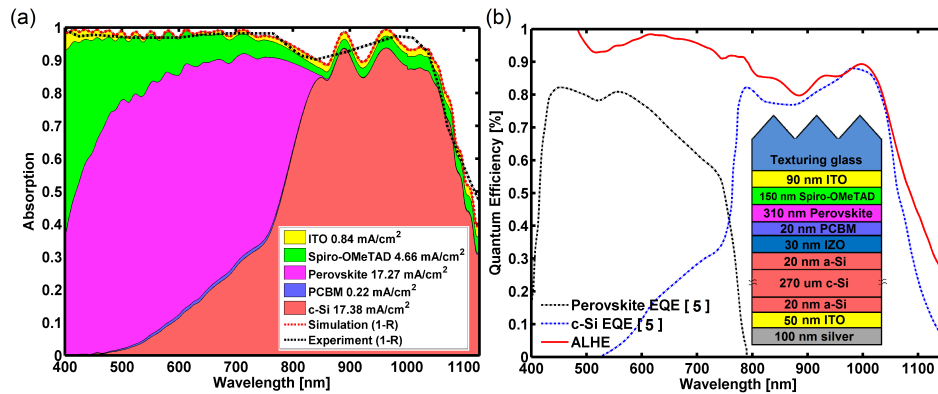 (a)
1
0.9
0.8
0.7
0.6
0.5
0.4
0.3
0.2
0.1
0
Absorption
400 500 600 700 800 900 1000 1100
Wavelength [nm]
ITO 0.84 mA/cm²
Spiro-OMeTAD 4.66 mA/cm²
Perovskite 17.27 mA/cm²
PCBM 0.22 mA/cm²
c-Si 17.38 mA/cm²
Simulation (1-R)
Experiment (1-R)
(b)
1
0.9
0.8
0.7
0.6
0.5
0.4
0.3
0.2
0.1
0
Quantum Efficiency [%]
400 500 600 700 800 900 1000 1100
Wavelength [nm]
Perovskite EQE [5]
c-Si EQE [5]
ALHE
Texturing glass
90 nm ITO
150 nm Spiro-OMeTAD
310 nm Perovskite
20 nm PCBM
30 nm IZO
20 nm a-Si
270 um c-Si
20 nm a-Si
50 nm ITO
100 nm silver